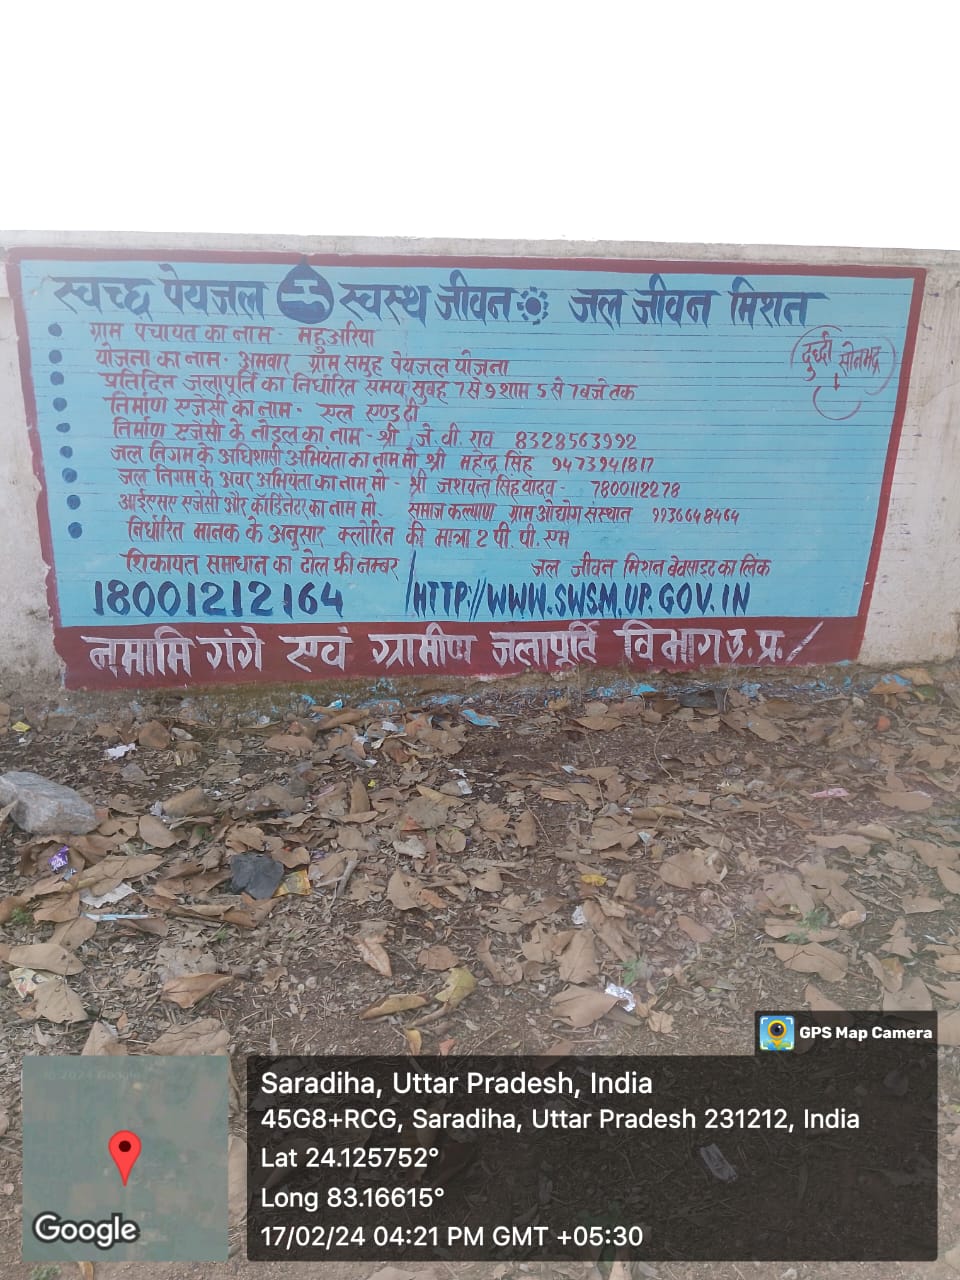 स्वच्छ पेयजल स्वस्थ जीवन जल जीवन मिशन
ग्राम पंचायत का नाम - महुअरिया
योजना का नाम - अमवार ग्राम समूह पेयजल योजना
दुद्धी सोनभद्र
प्रतिदिन जलापूर्ति का निर्धारित समय सुबह 7 से 9 शाम 5 से 7 बजे तक
निर्माण एजेंसी का नाम - एल एण्ड टी
निर्माण एजेंसी के नोडल का नाम - श्री जे. वी. राव 8328563992
जल निगम के अधिशासी अभियंता का नाम मो श्री महेन्द्र सिंह 9473941817
जल निगम के अवर अभियंता का नाम मो - श्री जशवन्त सिंह यादव - 7800112278
आईएसए एजेंसी और कॉर्डिनेटर का नाम मो. समाज कल्याण ग्राम ओद्योग संस्थान 9936648464
निर्धारित मानक के अनुसार क्लोरिन की मात्रा 2 पी. पी. एम
शिकायत समाधान का टोल फ्री नम्बर जल जीवन मिशन वेबसाइट का लिंक
18001212164 /HTTP://WWW.SWSM.UP.GOV.IN
नमामि गंगे एवं ग्रामीण जलापूर्ति विभाग उ.प्र.
GPS Map Camera
Saradiha, Uttar Pradesh, India
45G8+RCG, Saradiha, Uttar Pradesh 231212, India
Lat 24.125752°
Long 83.16615°
17/02/24 04:21 PM GMT +05:30
Google